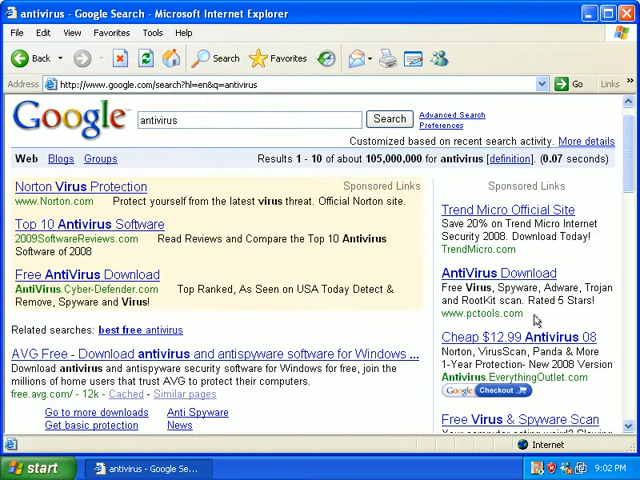 antivirus - Google Search - Microsoft Internet Explorer
File Edit View Favorites Tools Help
Back Search Favorites
Address http://www.google.com/search?hl=en&q=antivirus Go Links
Google antivirus Search Advanced Search
Preferences
Customized based on recent search activity. More details
Web Blogs Groups Results 1 - 10 of about 105,000,000 for antivirus [definition]. (0.07 seconds)
Norton Virus Protection Sponsored Links
www.Norton.com Protect yourself from the latest virus threat. Official Norton site.
Top 10 Antivirus Software
2009SoftwareReviews.com Read Reviews and Compare the Top 10 Antivirus
Software of 2008
Free AntiVirus Download
AntiVirus.Cyber-Defender.com Top Ranked, As Seen on USA Today Detect &
Remove, Spyware and Virus!
Related searches: best free antivirus
AVG Free - Download antivirus and antispyware software for Windows ...
Download antivirus and antispyware security software for Windows for free, join the
millions of home users that trust AVG to protect their computers.
free.avg.com/ - 12k - Cached - Similar pages
Go to more downloads Anti Spyware
Get basic protection News
Sponsored Links
Trend Micro Official Site
Save 20% on Trend Micro Internet
Security 2008. Download Today!
TrendMicro.com
AntiVirus Download
Free Virus, Spyware, Adware, Trojan
and RootKit scan. Rated 5 Stars!
www.pctools.com
Cheap $12.99 Antivirus 08
Norton, VirusScan, Panda & More
1-Year Protection- New 2008 Version
Antivirus.EverythingOutlet.com
Google Checkout
Free Virus & Spyware Scan
Internet
start antivirus - Google Se... 9:02 PM